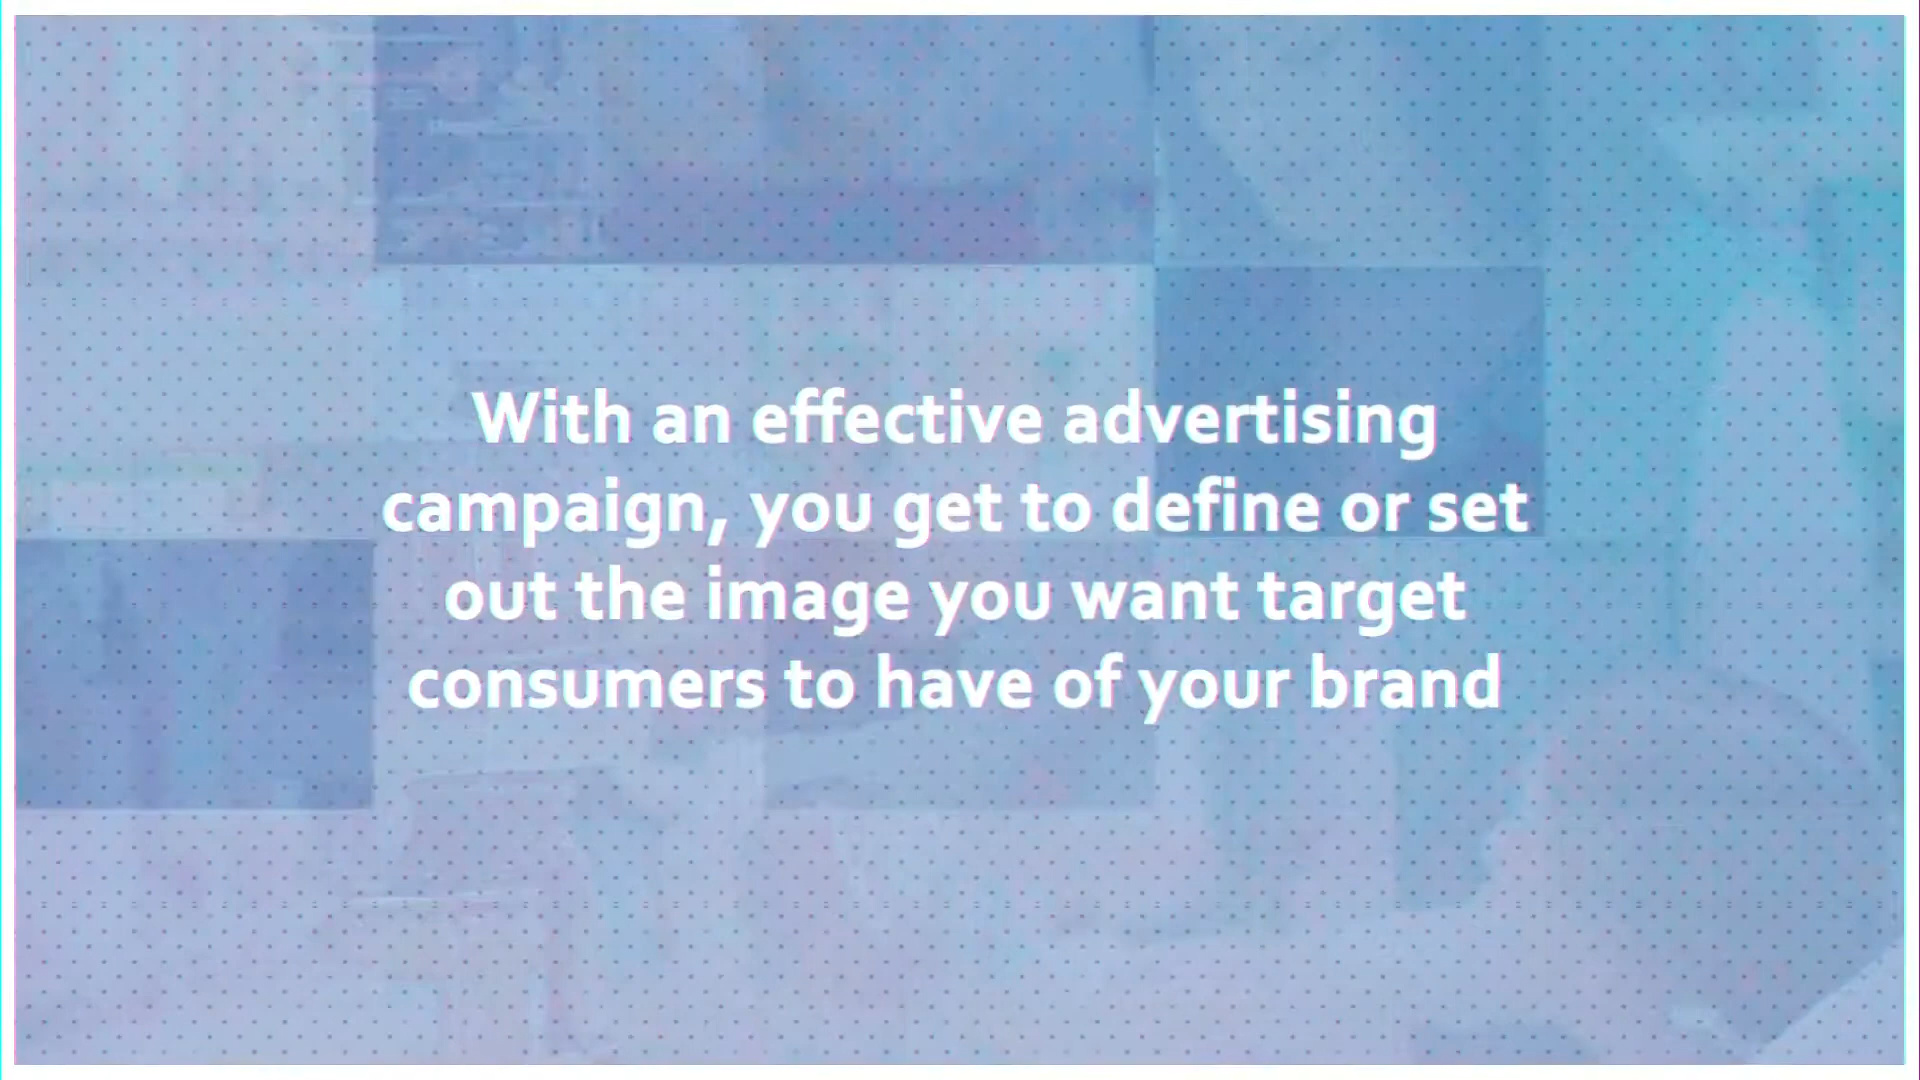 With an effective advertising
campaign, you get to define or set
out the image you want target
consumers to have of your brand